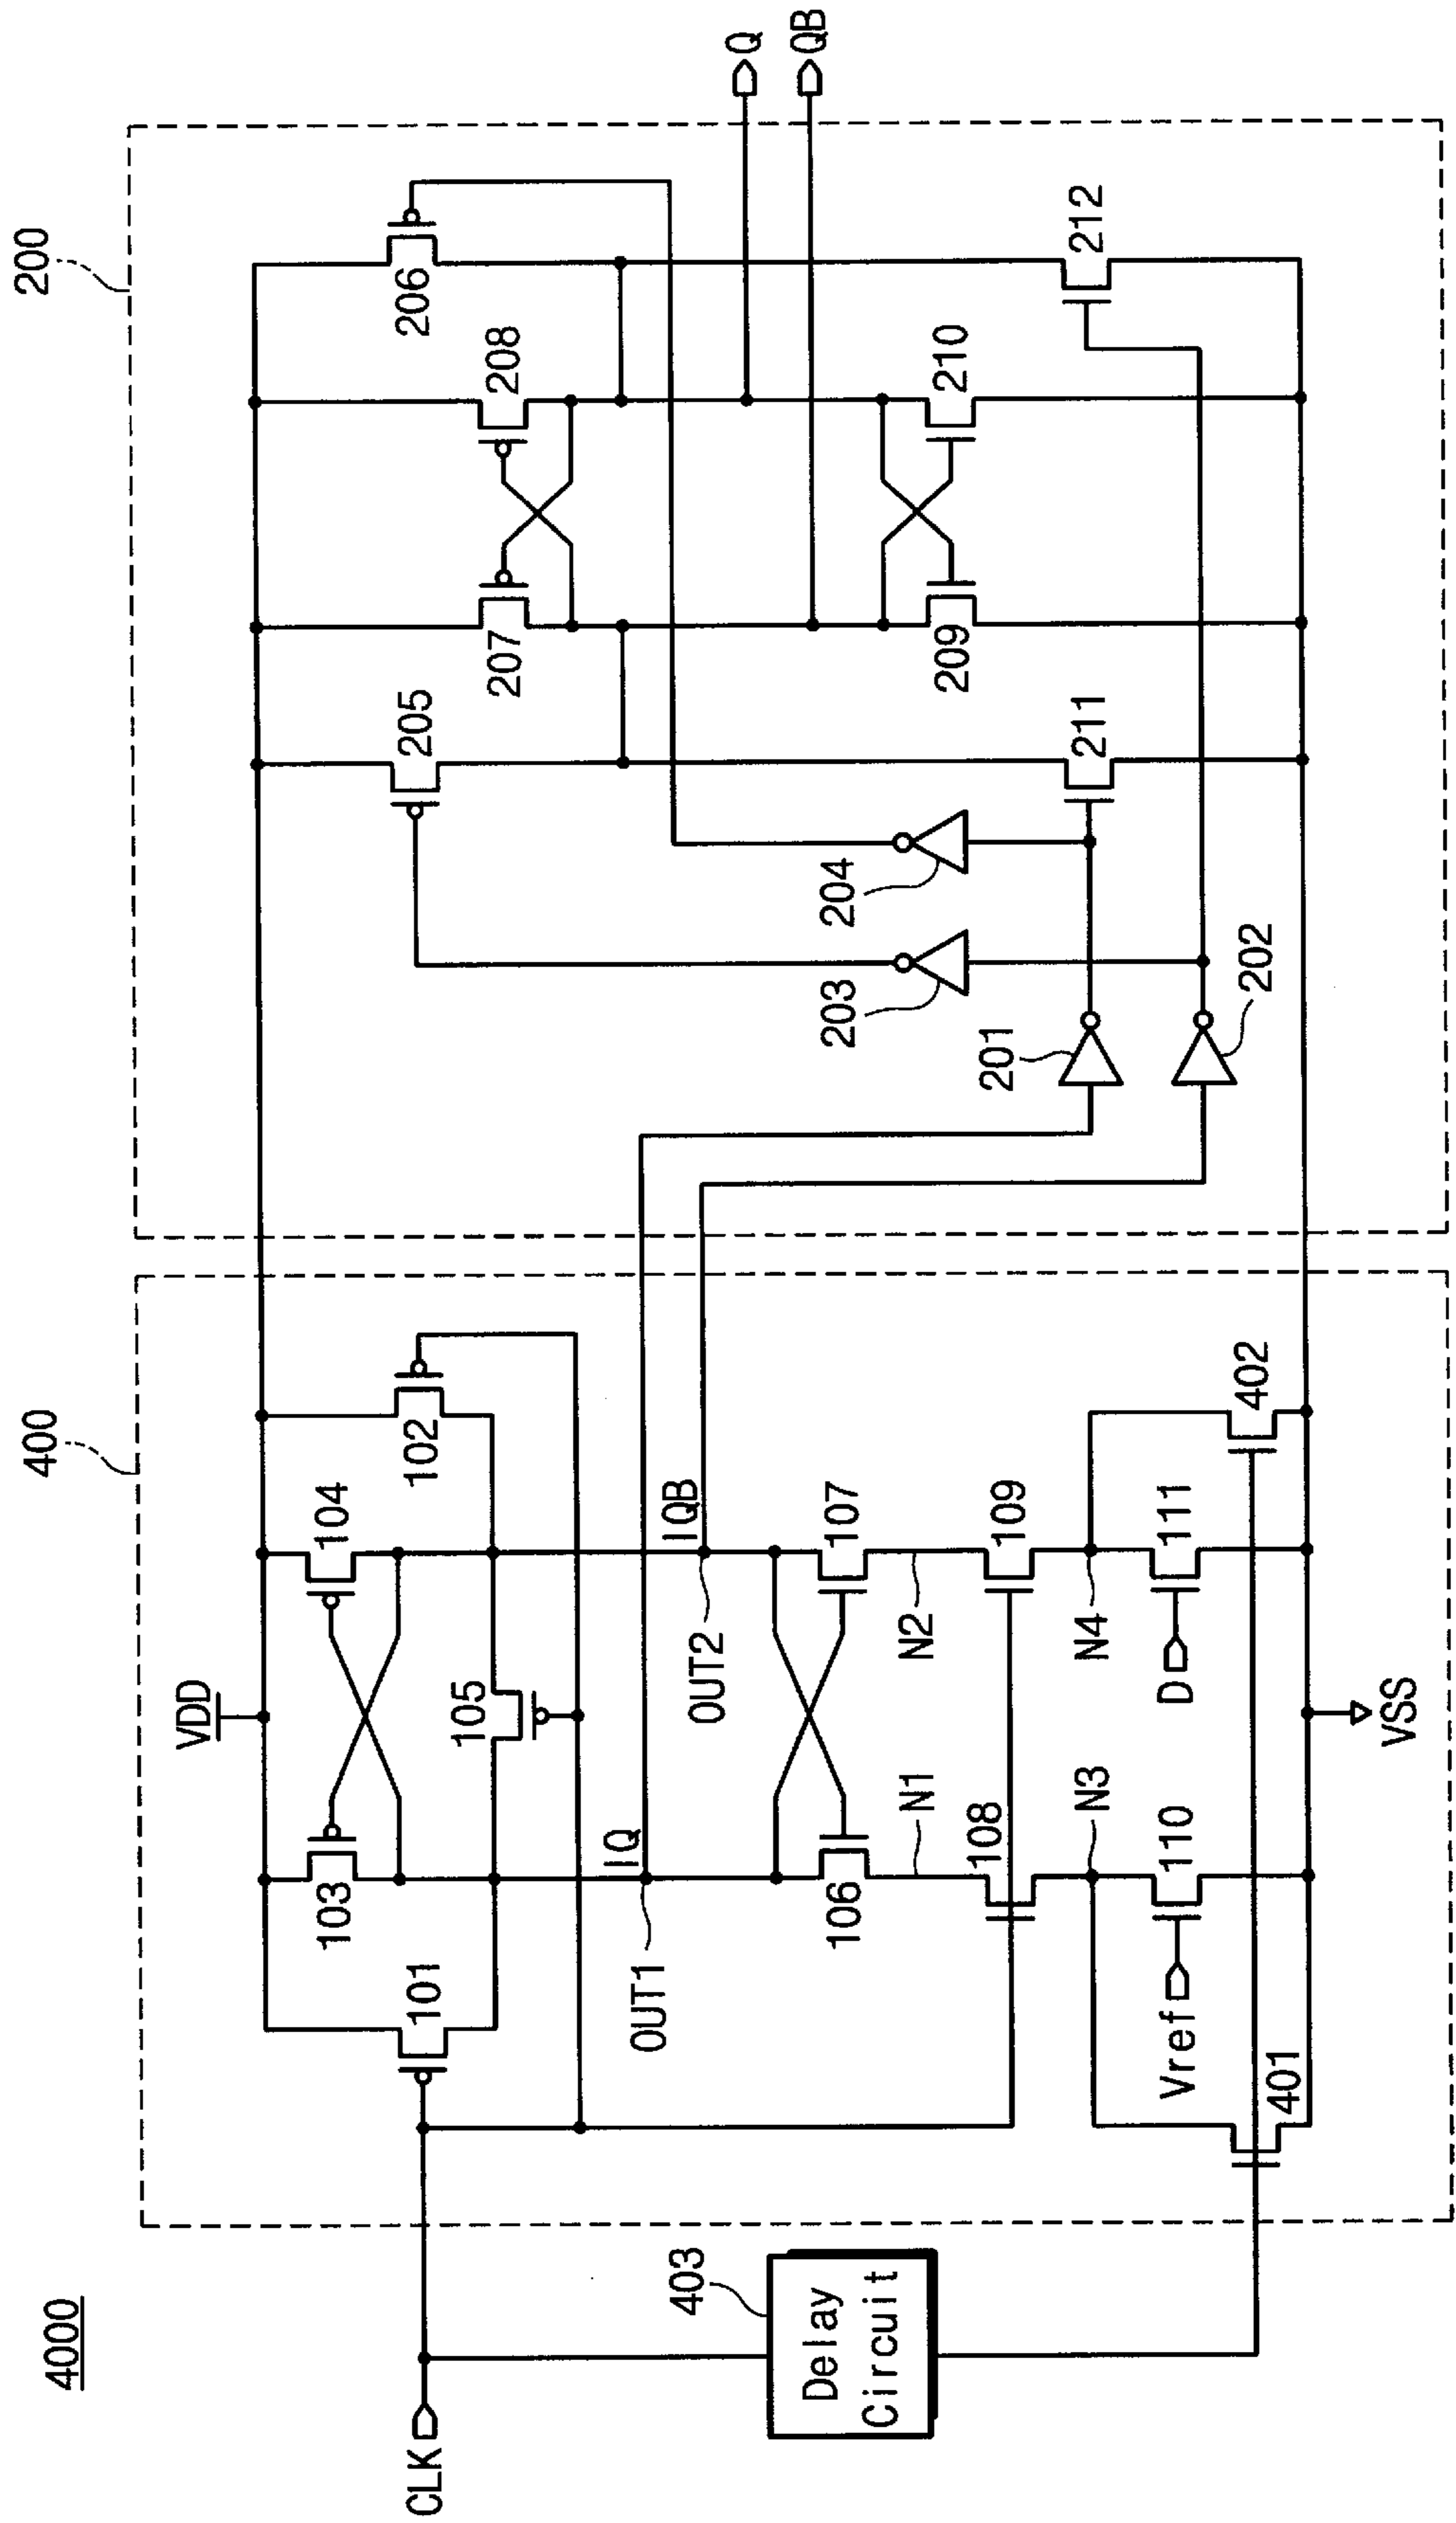 4000
400
200
CLK
403
Delay
Circuit
VDD
101
103
104
102
105
IQ
IQB
OUT1
OUT2
106
107
N1
N2
108
109
N3
N4
Vref
110
D
111
401
402
VSS
201
202
203
204
205
207
208
206
209
210
211
212
Q
QB